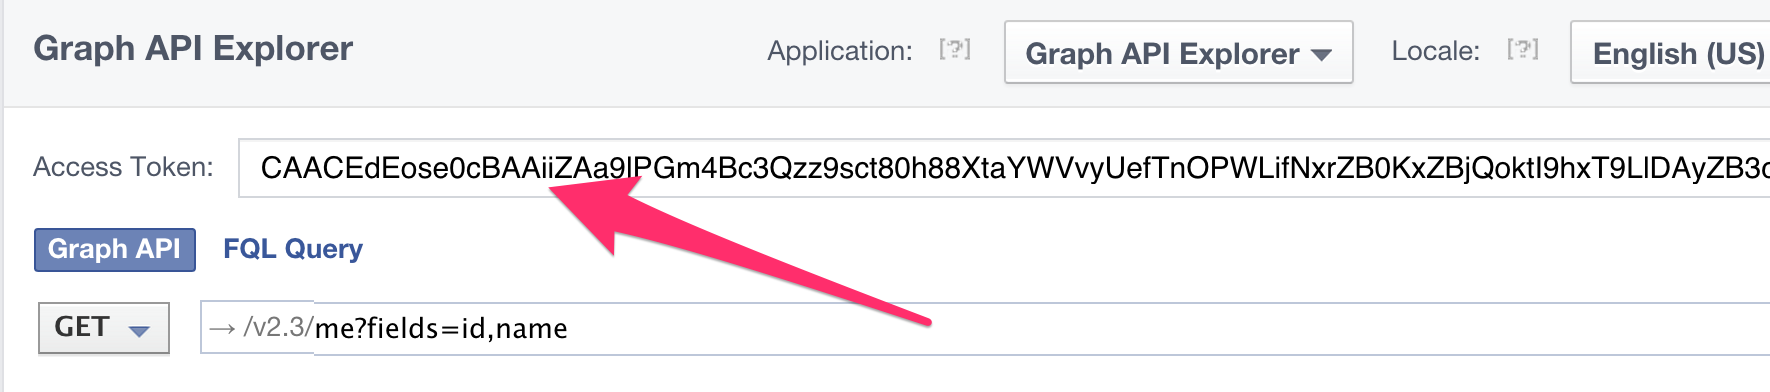 Graph API Explorer Application: [?] Graph API Explorer Locale: [?] English (US)
Access Token: CAACEdEose0cBAAiiZAa9lPGm4Bc3Qzz9sct80h88XtaYWVvyUefTnOPWLifNxrZB0KxZBjQoktI9hxT9LlDAyZB3c
Graph API FQL Query
GET → /v2.3/me?fields=id,name